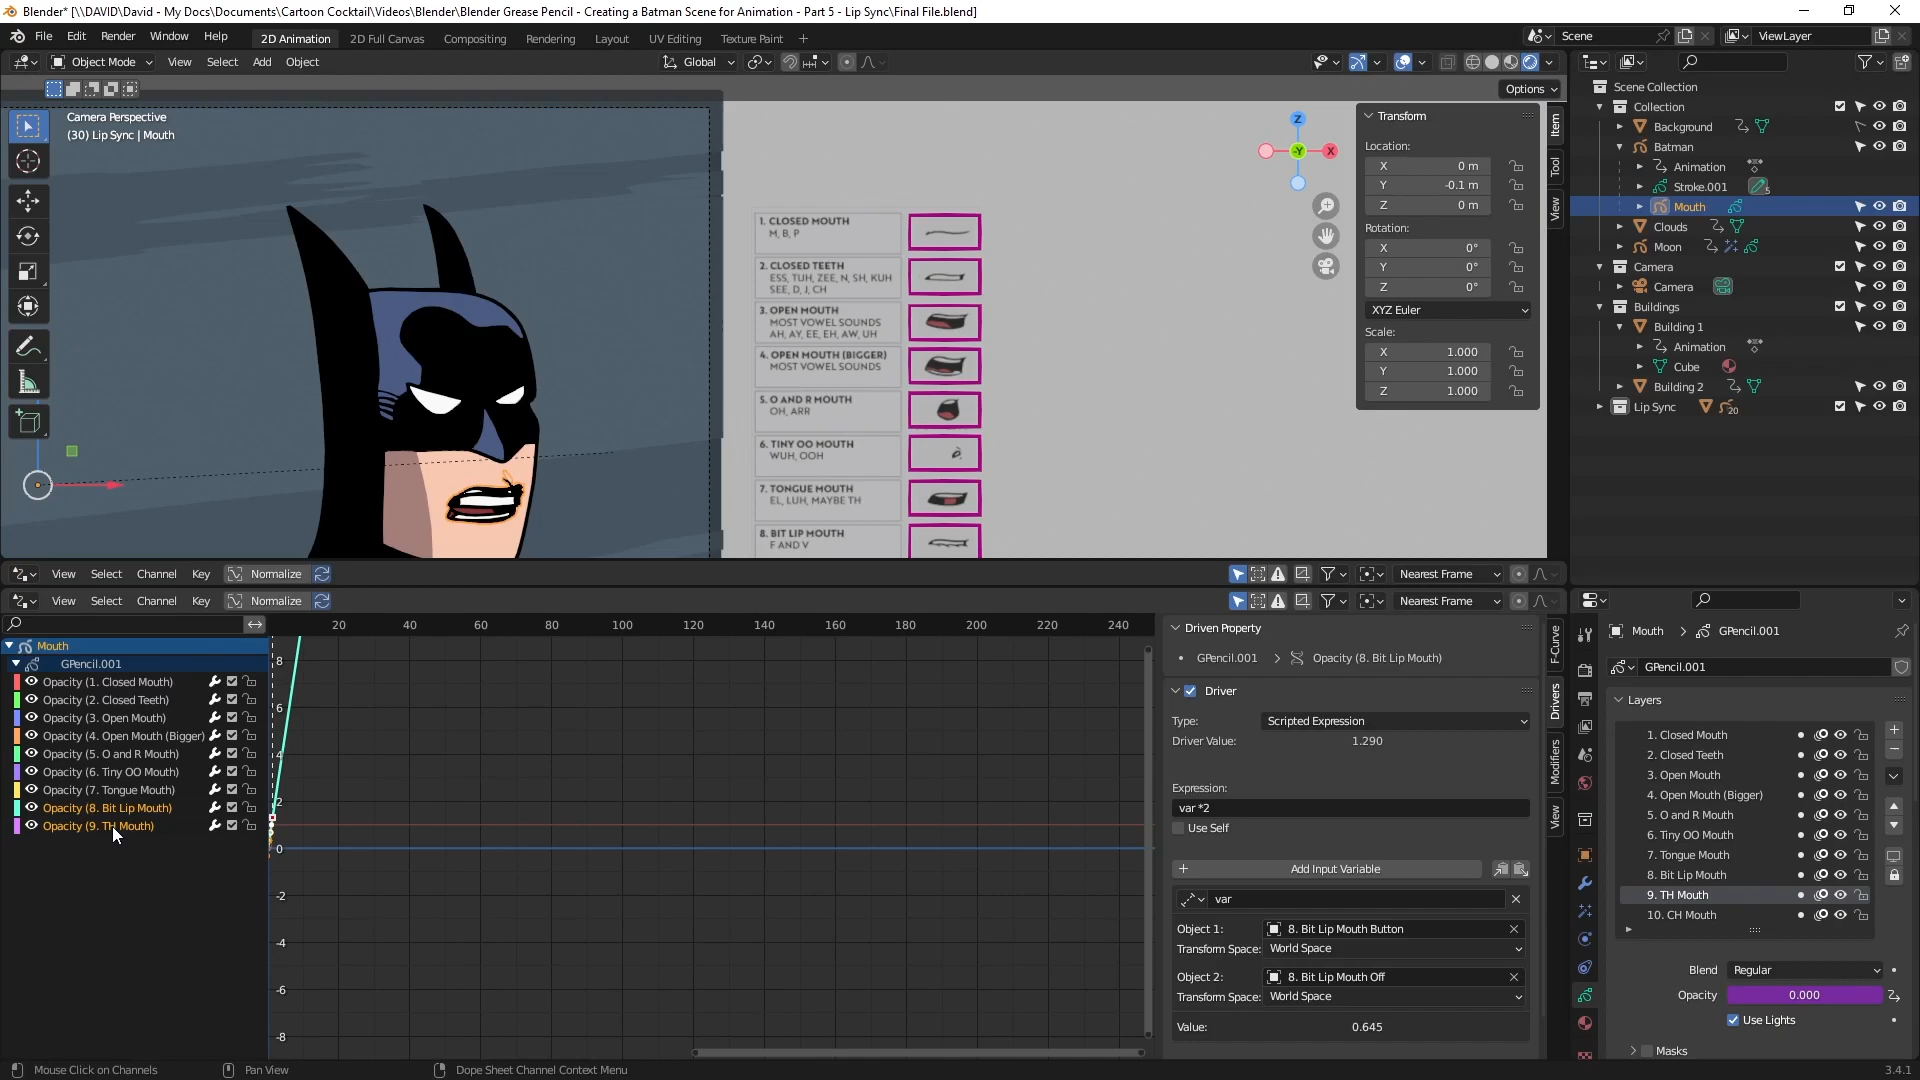 Blender* [\\DAVID\David - My Docs\Documents\Cartoon Cocktail\Videos\Blender\Blender Grease Pencil - Creating a Batman Scene for Animation - Part 5 - Lip Sync\Final File.blend]
File Edit Render Window Help 2D Animation 2D Full Canvas Compositing Rendering Layout UV Editing Texture Paint + Scene ViewLayer
Object Mode View Select Add Object Global
Options
Camera Perspective
(30) Lip Sync | Mouth
Z
-Y
X
1. CLOSED MOUTH
M, B, P
2. CLOSED TEETH
ESS, TUH, ZEE, N, SH, KUH
SEE, D, J, CH
3. OPEN MOUTH
MOST VOWEL SOUNDS
AH, AY, EE, EH, AW, UH
4. OPEN MOUTH (BIGGER)
MOST VOWEL SOUNDS
5. O AND R MOUTH
OH, ARR
6. TINY OO MOUTH
WUH, OOH
7. TONGUE MOUTH
EL, LUH, MAYBE TH
8. BIT LIP MOUTH
F AND V
Transform
Location:
X 0 m
Y -0.1 m
Z 0 m
Rotation:
X 0°
Y 0°
Z 0°
XYZ Euler
Scale:
X 1.000
Y 1.000
Z 1.000
Item
Tool
View
Scene Collection
Collection
Background
Batman
Animation
Stroke.001 5
Mouth
Clouds
Moon
Camera
Camera
Buildings
Building 1
Animation
Cube
Building 2
Lip Sync 20
View Select Channel Key Normalize Nearest Frame
View Select Channel Key Normalize Nearest Frame
20 40 60 80 100 120 140 160 180 200 220 240
Mouth
GPencil.001
Opacity (1. Closed Mouth)
Opacity (2. Closed Teeth)
Opacity (3. Open Mouth)
Opacity (4. Open Mouth (Bigger)
Opacity (5. O and R Mouth)
Opacity (6. Tiny OO Mouth)
Opacity (7. Tongue Mouth)
Opacity (8. Bit Lip Mouth)
Opacity (9. TH Mouth)
8
6
4
2
0
-2
-4
-6
-8
Driven Property
GPencil.001 Opacity (8. Bit Lip Mouth)
Driver
Type: Scripted Expression
Driver Value: 1.290
Expression:
var *2
Use Self
+ Add Input Variable
var
Object 1: 8. Bit Lip Mouth Button
Transform Space: World Space
Object 2: 8. Bit Lip Mouth Off
Transform Space: World Space
Value: 0.645
F-Curve
Drivers
Modifiers
View
Mouth GPencil.001
GPencil.001
Layers
1. Closed Mouth
2. Closed Teeth
3. Open Mouth
4. Open Mouth (Bigger)
5. O and R Mouth
6. Tiny OO Mouth
7. Tongue Mouth
8. Bit Lip Mouth
9. TH Mouth
10. CH Mouth
Blend Regular
Opacity 0.000
Use Lights
Masks
Mouse Click on Channels Pan View Dope Sheet Channel Context Menu 3.4.1